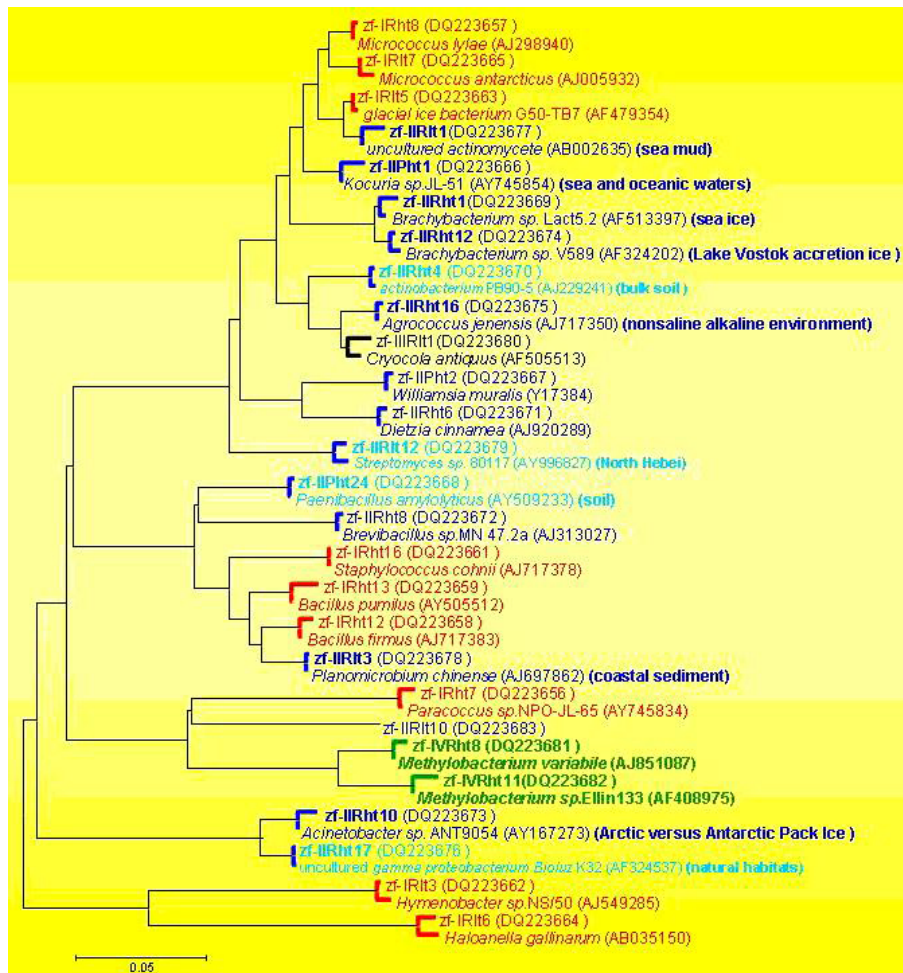 zf-IRht8 (DQ223657)
Micrococcus lylae (AJ298940)
zf-IRlt7 (DQ223665)
Micrococcus antarcticus (AJ005932)
zf-IRlt5 (DQ223663)
glacial ice bacterium G50-TB7 (AF479354)
zf-IIRlt1 (DQ223677)
uncultured actinomycete (AB002635) (sea mud)
zf-IIPht1 (DQ223666)
Kocuria sp.JL-51 (AY745854) (sea and oceanic waters)
zf-IIRht1 (DQ223669)
Brachybacterium sp. Lact5.2 (AF513397) (sea ice)
zf-IIRht12 (DQ223674)
Brachybacterium sp. V589 (AF324202) (Lake Vostok accretion ice )
zf-IIRht4 (DQ223670)
actinobacterium PB90-5 (AJ229241) (bulk soil )
zf-IIRht16 (DQ223675)
Agrococcus jenensis (AJ717350) (nonsaline alkaline environment)
zf-IIIRlt1(DQ223680)
Cryocola antiquus (AF505513)
zf-IIPht2 (DQ223667)
Williamsia muralis (Y17384)
zf-IIRht6 (DQ223671)
Dietzia cinnamea (AJ920289)
zf-IIRlt12 (DQ223679)
Streptomyces sp. 80117 (AY996827) (North Hebei)
zf-IIPht24 (DQ223668)
Paenibacillus amylolyticus (AY509233) (soil)
zf-IIRht8 (DQ223672)
Brevibacillus sp.MN 47.2a (AJ313027)
zf-IRht16 (DQ223661)
Staphylococcus cohnii (AJ717378)
zf-IRht13 (DQ223659)
Bacillus pumilus (AY505512)
zf-IRht12 (DQ223658)
Bacillus firmus (AJ717383)
zf-IIRlt3 (DQ223678)
Planomicrobium chinense (AJ697862) (coastal sediment)
zf-IRht7 (DQ223656)
Paracoccus sp.NPO-JL-65 (AY745834)
zf-IIRlt10 (DQ223683)
zf-IVRht8 (DQ223681)
Methylobacterium variabile (AJ851087)
zf-IVRht11(DQ223682)
Methylobacterium sp.Ellin133 (AF408975)
zf-IIRht10 (DQ223673)
Acinetobacter sp. ANT9054 (AY167273) (Arctic versus Antarctic Pack Ice )
zf-IIRht17 (DQ223676)
uncultured gamma proteobacterium Bioluz K32 (AF324537) (natural habitats)
zf-IRlt3 (DQ223662)
Hymenobacter sp.NS/50 (AJ549285)
zf-IRlt6 (DQ223664)
Haloanella gallinarum (AB035150)
0.05